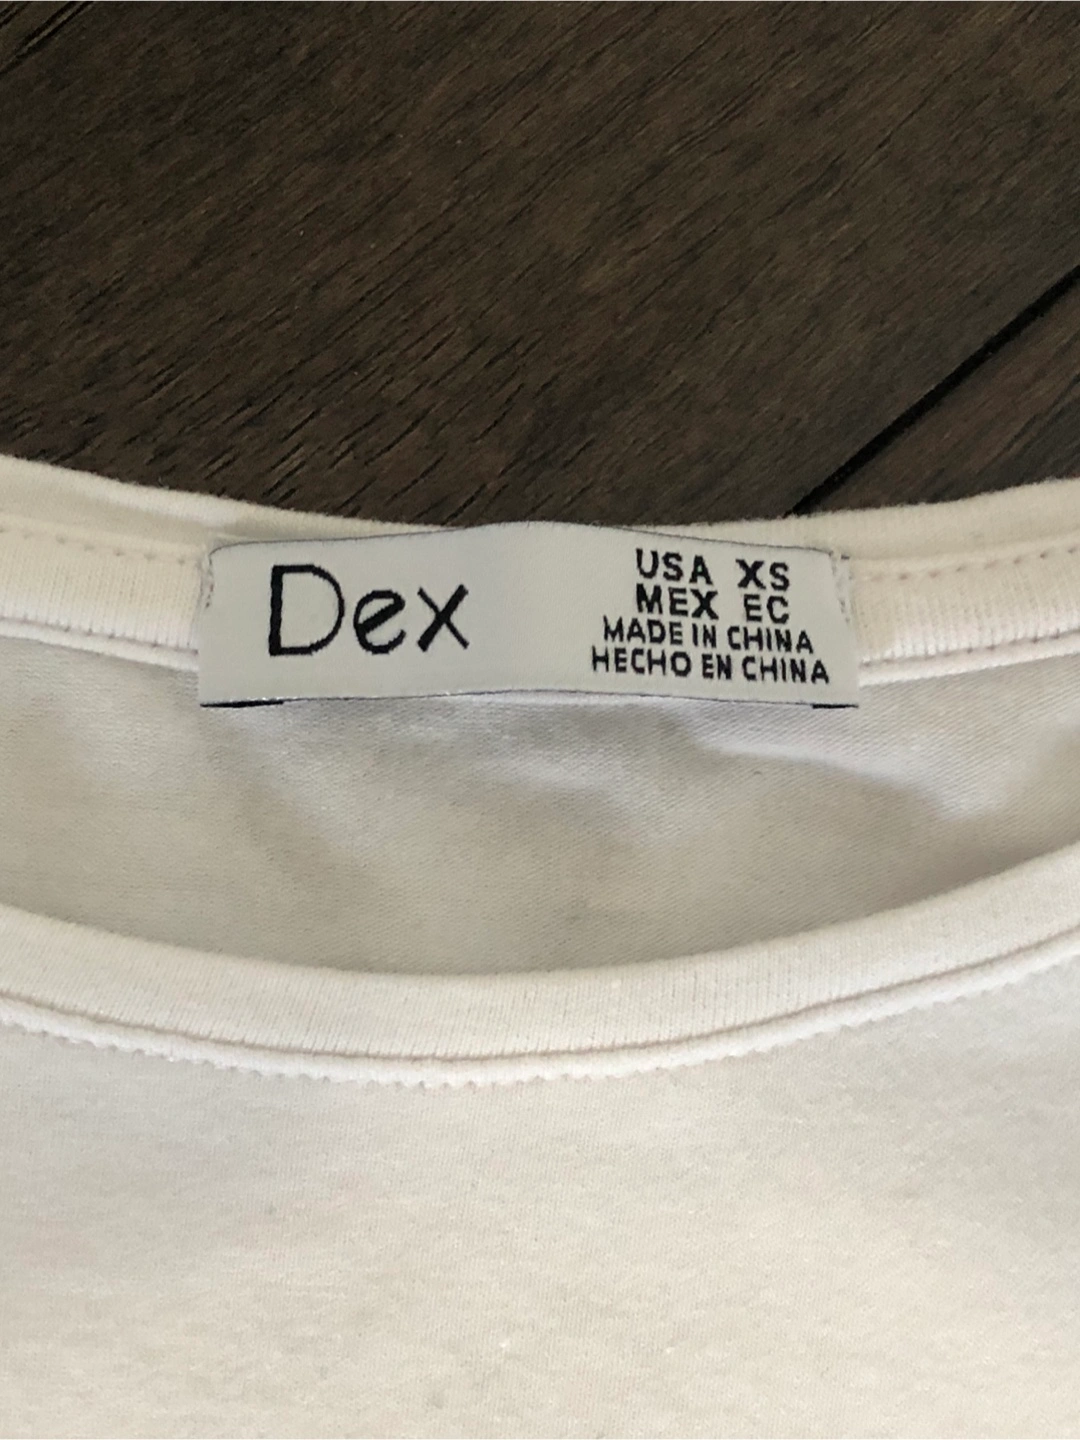 Dex
USA XS
MEX EC
MADE IN CHINA
HECHO EN CHINA